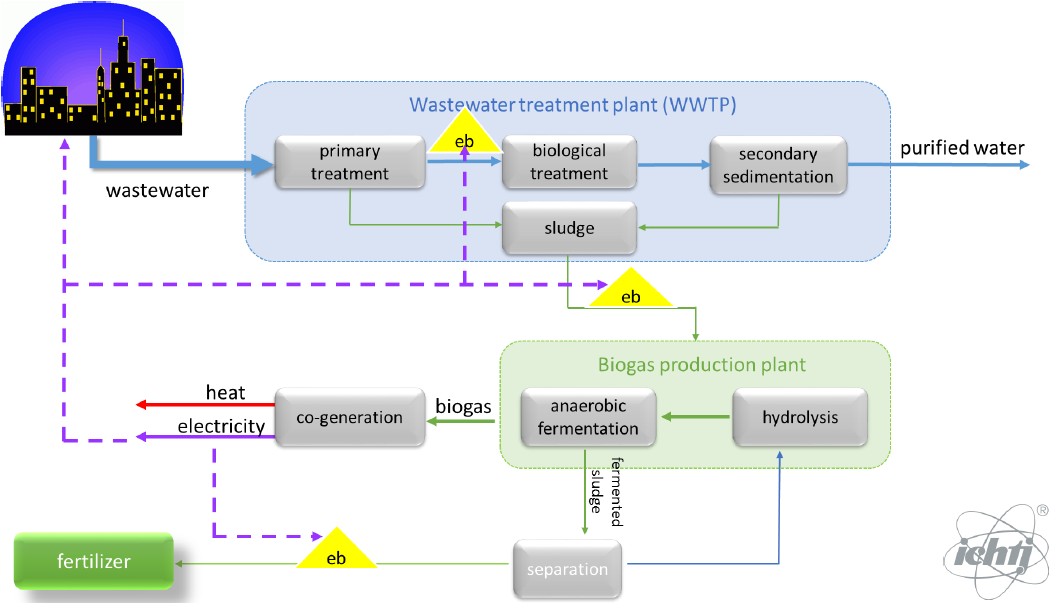 Wastewater treatment plant (WWTP)
eb
primary
treatment
biological
treatment
secondary
sedimentation
purified water
wastewater
sludge
eb
Biogas production plant
heat
electricity
co-generation
biogas
anaerobic
fermentation
hydrolysis
fermented
sludge
fertilizer
eb
separation
ichtj
®